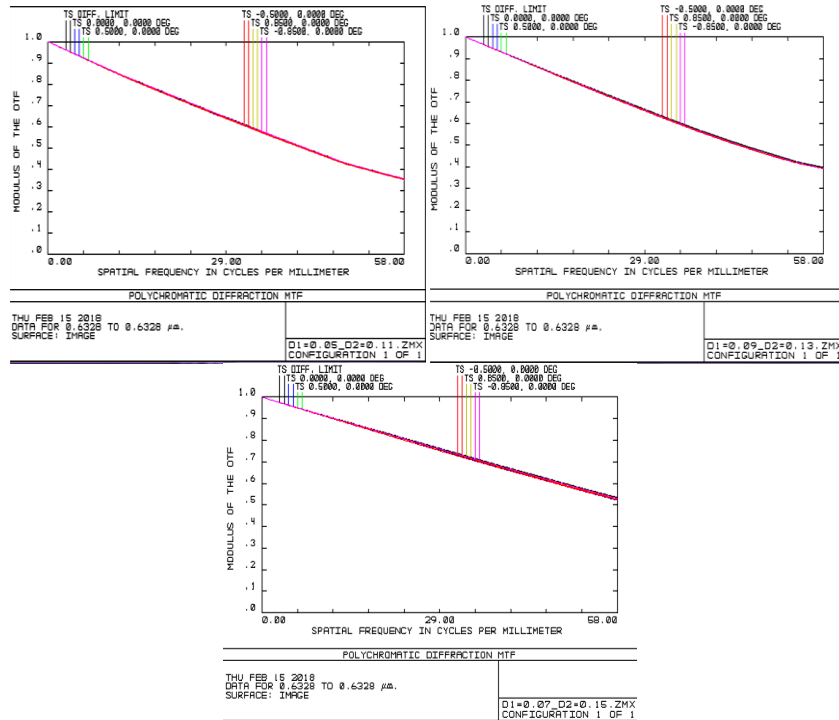 TS DIFF. LIMIT
TS 0.0000, 0.0000 DEG
TS 0.5000, 0.0000 DEG
TS -0.5000, 0.0000 DEG
TS 0.8500, 0.0000 DEG
TS -0.8500, 0.0000 DEG
1.0
.9
.8
.7
.6
.5
.4
.3
.2
.1
.0
MODULUS OF THE OTF
0.00
29.00
58.00
SPATIAL FREQUENCY IN CYCLES PER MILLIMETER
POLYCHROMATIC DIFFRACTION MTF
THU FEB 15 2018
DATA FOR 0.6328 TO 0.6328 µm.
SURFACE: IMAGE
D1=0.05_D2=0.11.ZMX
CONFIGURATION 1 OF 1
TS DIFF. LIMIT
TS 0.0000, 0.0000 DEG
TS 0.5000, 0.0000 DEG
TS -0.5000, 0.0000 DEG
TS 0.8500, 0.0000 DEG
TS -0.8500, 0.0000 DEG
1.0
.9
.8
.7
.6
.5
.4
.3
.2
.1
.0
MODULUS OF THE OTF
0.00
29.00
58.00
SPATIAL FREQUENCY IN CYCLES PER MILLIMETER
POLYCHROMATIC DIFFRACTION MTF
THU FEB 15 2018
DATA FOR 0.6328 TO 0.6328 µm.
SURFACE: IMAGE
D1=0.09_D2=0.13.ZMX
CONFIGURATION 1 OF 1
TS DIFF. LIMIT
TS 0.0000, 0.0000 DEG
TS 0.5000, 0.0000 DEG
TS -0.5000, 0.0000 DEG
TS 0.8500, 0.0000 DEG
TS -0.8500, 0.0000 DEG
1.0
.9
.8
.7
.6
.5
.4
.3
.2
.1
.0
MODULUS OF THE OTF
0.00
29.00
58.00
SPATIAL FREQUENCY IN CYCLES PER MILLIMETER
POLYCHROMATIC DIFFRACTION MTF
THU FEB 15 2018
DATA FOR 0.6328 TO 0.6328 µm.
SURFACE: IMAGE
D1=0.07_D2=0.15.ZMX
CONFIGURATION 1 OF 1